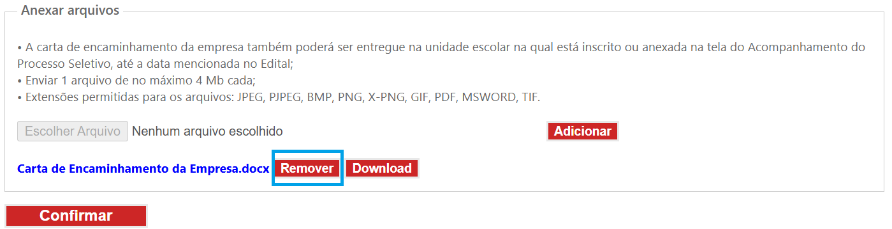 Anexar arquivos
• A carta de encaminhamento da empresa também poderá ser entregue na unidade escolar na qual está inscrito ou anexada na tela do Acompanhamento do
Processo Seletivo, até a data mencionada no Edital;
• Enviar 1 arquivo de no máximo 4 Mb cada;
• Extensões permitidas para os arquivos: JPEG, PJPEG, BMP, PNG, X-PNG, GIF, PDF, MSWORD, TIF.
Escolher Arquivo Nenhum arquivo escolhido Adicionar
Carta de Encaminhamento da Empresa.docx Remover Download
Confirmar